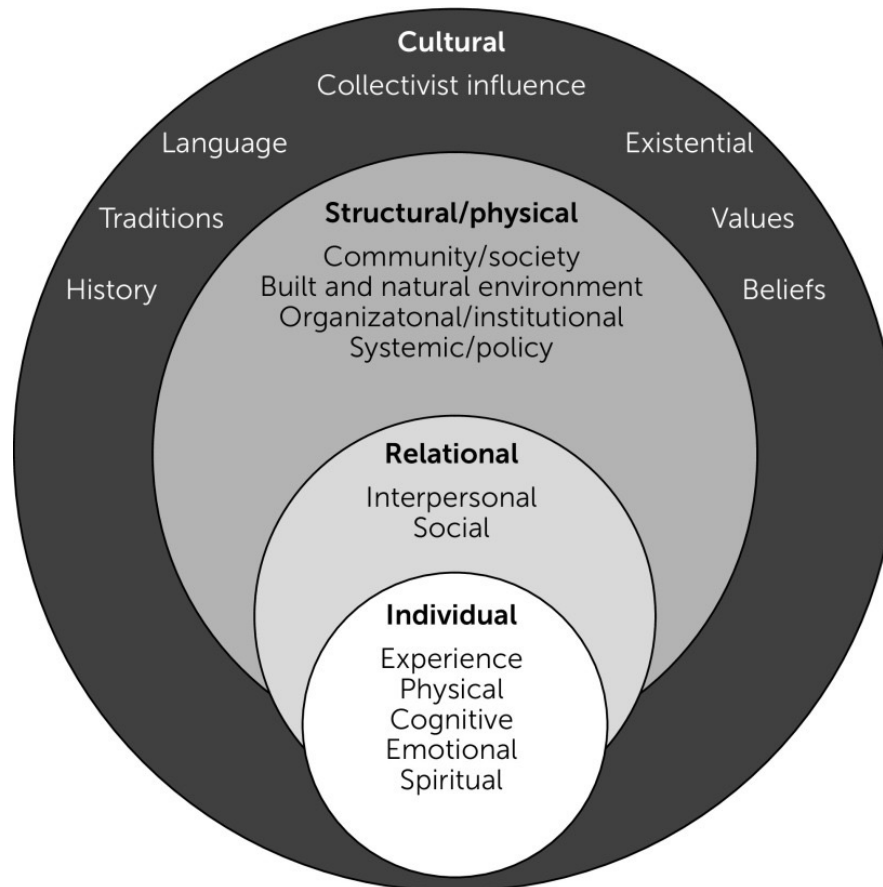 Cultural
Collectivist influence
Language
Existential
Traditions
Values
History
Beliefs
Structural/physical
Community/society
Built and natural environment
Organizatonal/institutional
Systemic/policy
Relational
Interpersonal
Social
Individual
Experience
Physical
Cognitive
Emotional
Spiritual